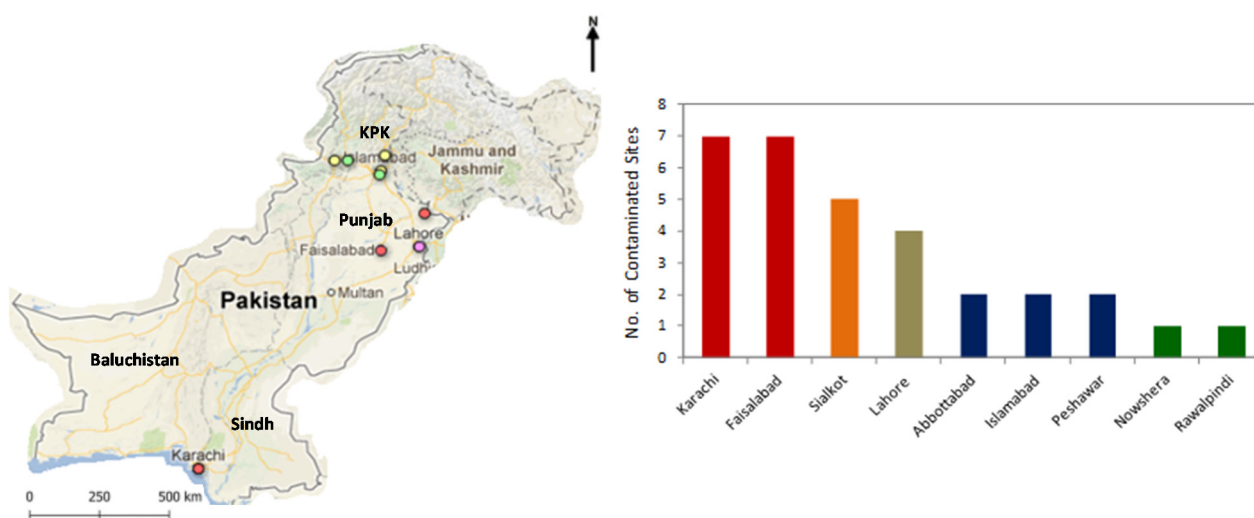 N
KPK
Islamabad
Jammu and
Kashmir
Punjab
Lahore
Faisalabad
Ludhi
Multan
Pakistan
Baluchistan
Sindh
Karachi
0 250 500 km
No. of Contaminated Sites
8
7
6
5
4
3
2
1
0
Karachi
Faisalabad
Sialkot
Lahore
Abbottabad
Islamabad
Peshawar
Nowshera
Rawalpindi